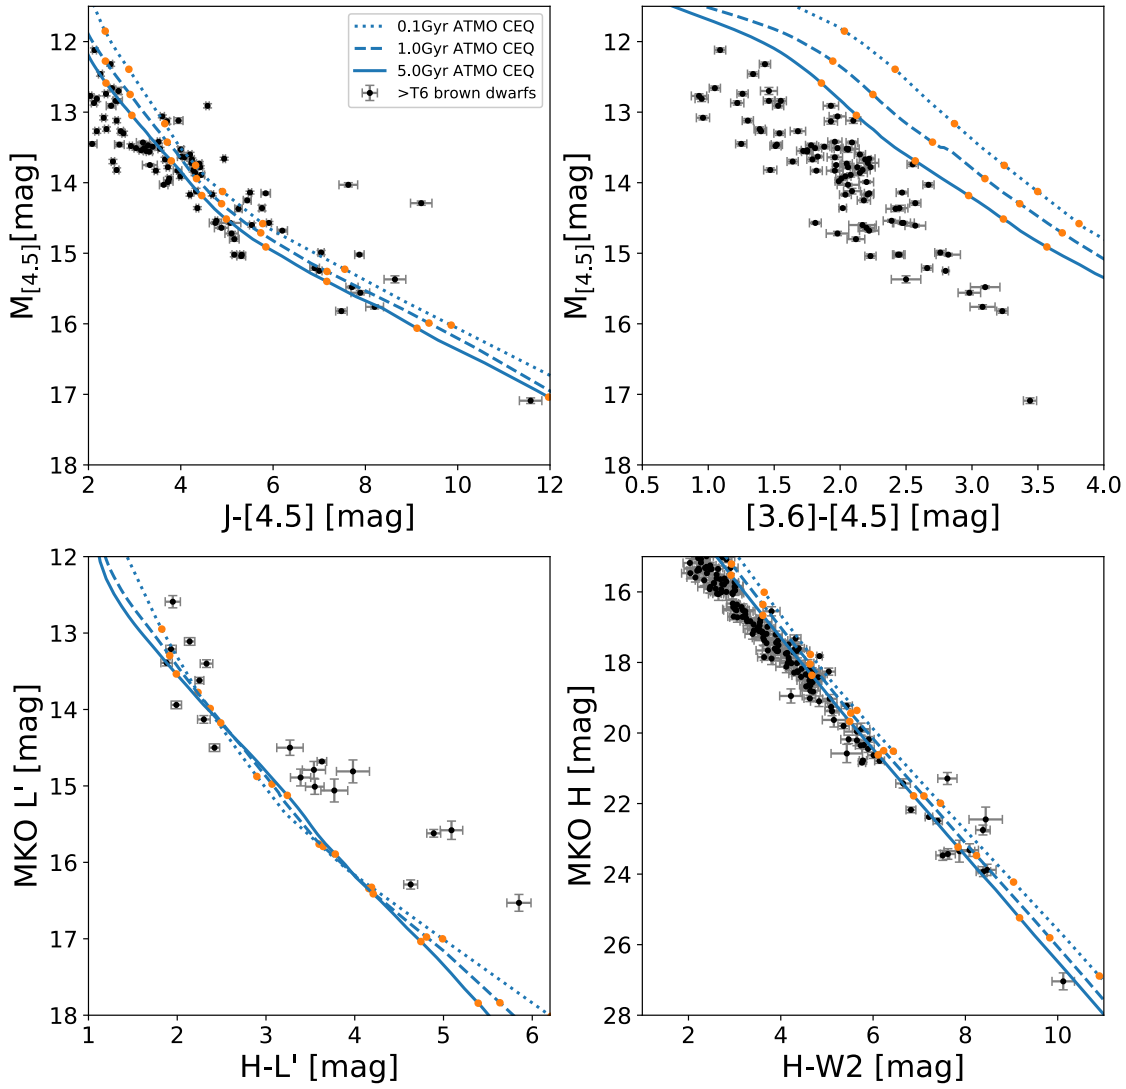 0.1Gyr ATMO CEQ
1.0Gyr ATMO CEQ
5.0Gyr ATMO CEQ
>T6 brown dwarfs
12
13
14
15
16
17
18
M[4.5][mag]
2 4 6 8 10 12
J-[4.5] [mag]
12
13
14
15
16
17
18
M[4.5][mag]
0.5 1.0 1.5 2.0 2.5 3.0 3.5 4.0
[3.6]-[4.5] [mag]
12
13
14
15
16
17
18
MKO L' [mag]
1 2 3 4 5 6
H-L' [mag]
16
18
20
22
24
26
28
MKO H [mag]
2 4 6 8 10
H-W2 [mag]